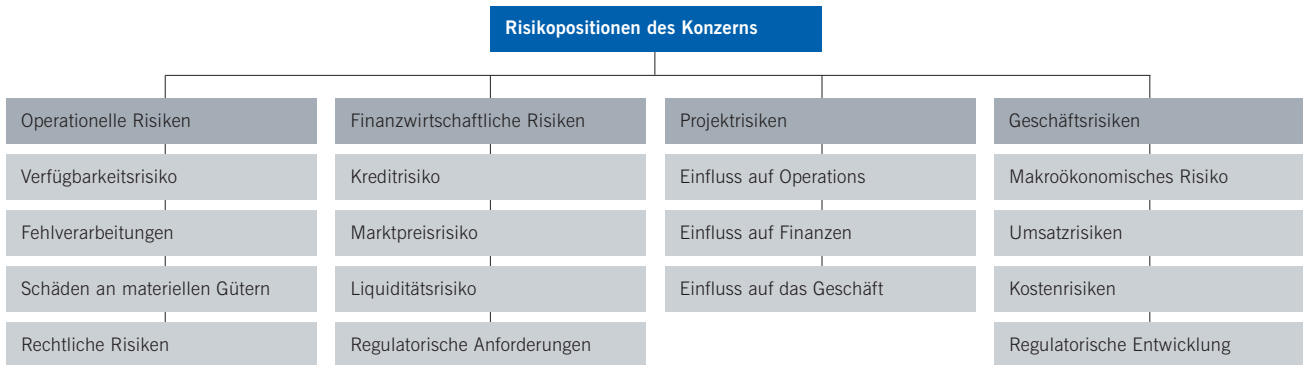 Risikopositionen des Konzerns
Operationelle Risiken
Verfügbarkeitsrisiko
Fehlverarbeitungen
Schäden an materiellen Gütern
Rechtliche Risiken
Finanzwirtschaftliche Risiken
Kreditrisiko
Marktpreisrisiko
Liquiditätsrisiko
Regulatorische Anforderungen
Projektrisiken
Einfluss auf Operations
Einfluss auf Finanzen
Einfluss auf das Geschäft
Geschäftsrisiken
Makroökonomisches Risiko
Umsatzrisiken
Kostenrisiken
Regulatorische Entwicklung